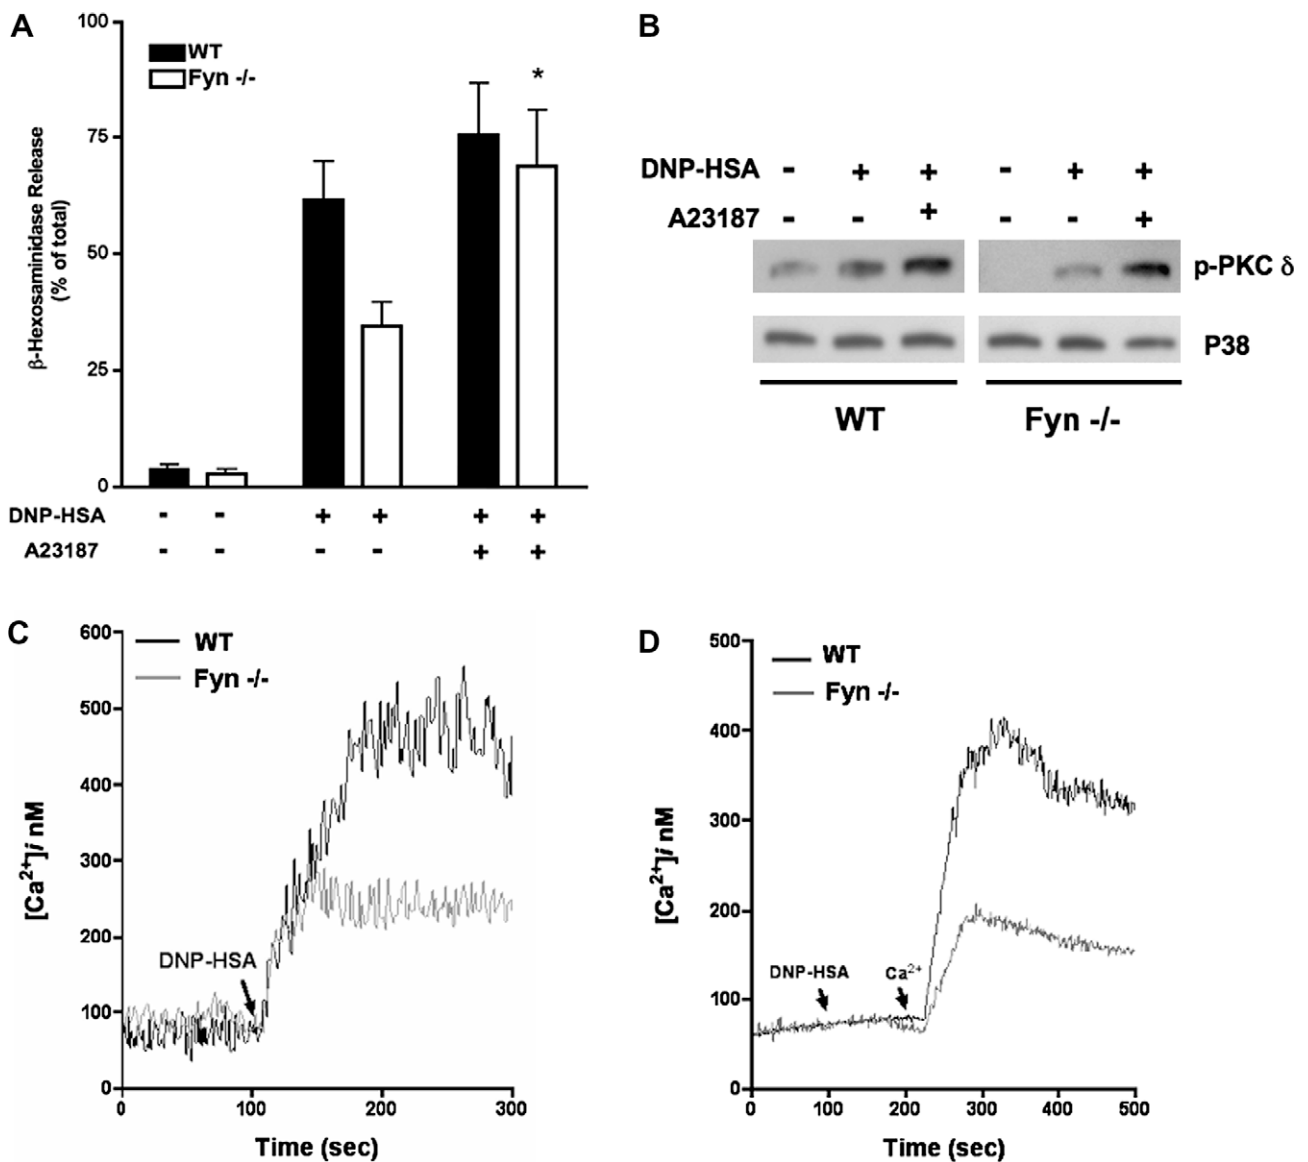 A
100
75
50
25
0
β-Hexosaminidase Release
(% of total)
WT
Fyn -/-
*
DNP-HSA - - + + + +
A23187 - - - - + +
B
DNP-HSA - + + - + +
A23187 - - + - - +
p-PKC δ
P38
WT Fyn -/-
C
600
500
400
300
200
100
0
[Ca²⁺]i nM
WT
Fyn -/-
DNP-HSA
0 100 200 300
Time (sec)
D
500
400
300
200
100
0
[Ca²⁺]i nM
WT
Fyn -/-
DNP-HSA
Ca²⁺
0 100 200 300 400 500
Time (sec)